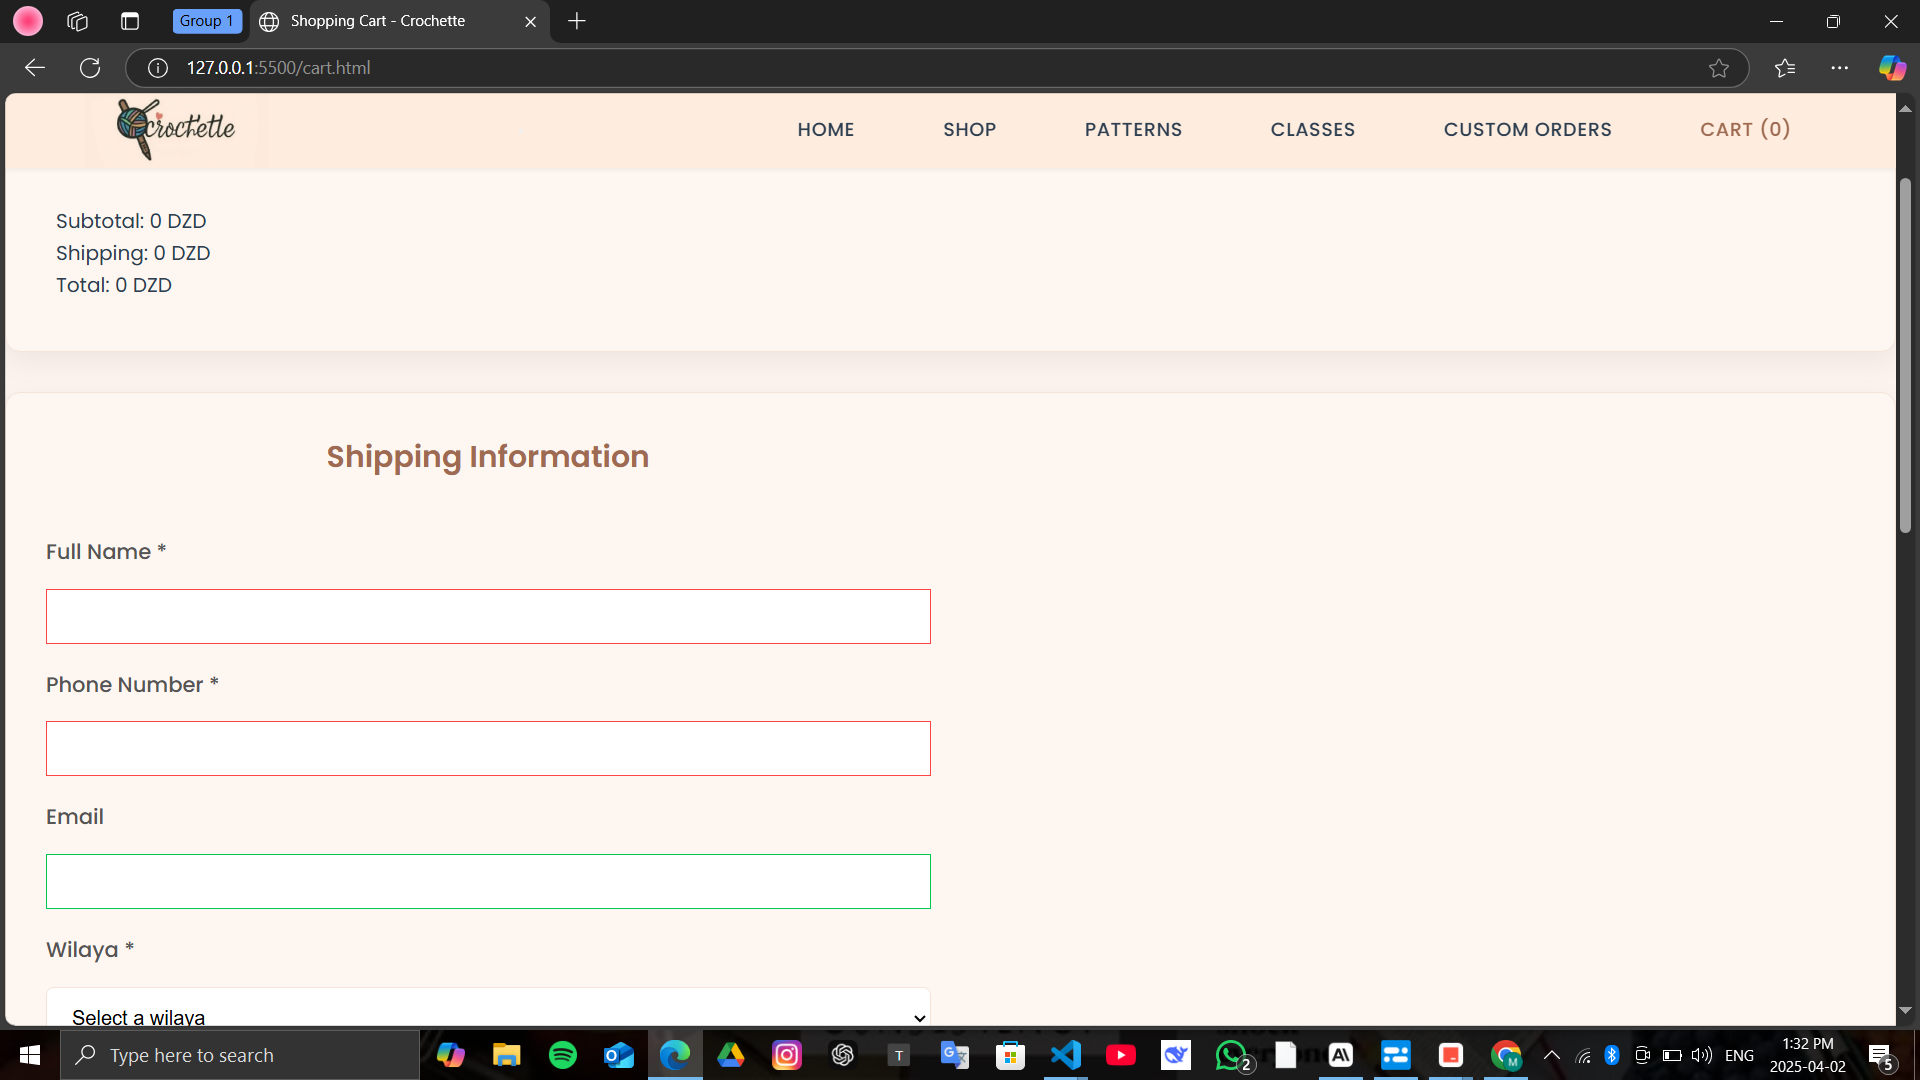 Group 1
Shopping Cart - Crochette
127.0.0.1:5500/cart.html
crochette
HOME
SHOP
PATTERNS
CLASSES
CUSTOM ORDERS
CART (0)
Subtotal: 0 DZD
Shipping: 0 DZD
Total: 0 DZD
Shipping Information
Full Name *
Phone Number *
Email
Wilaya *
Select a wilaya
Type here to search
T
2
AI
M
ENG
1:32 PM
2025-04-02
5